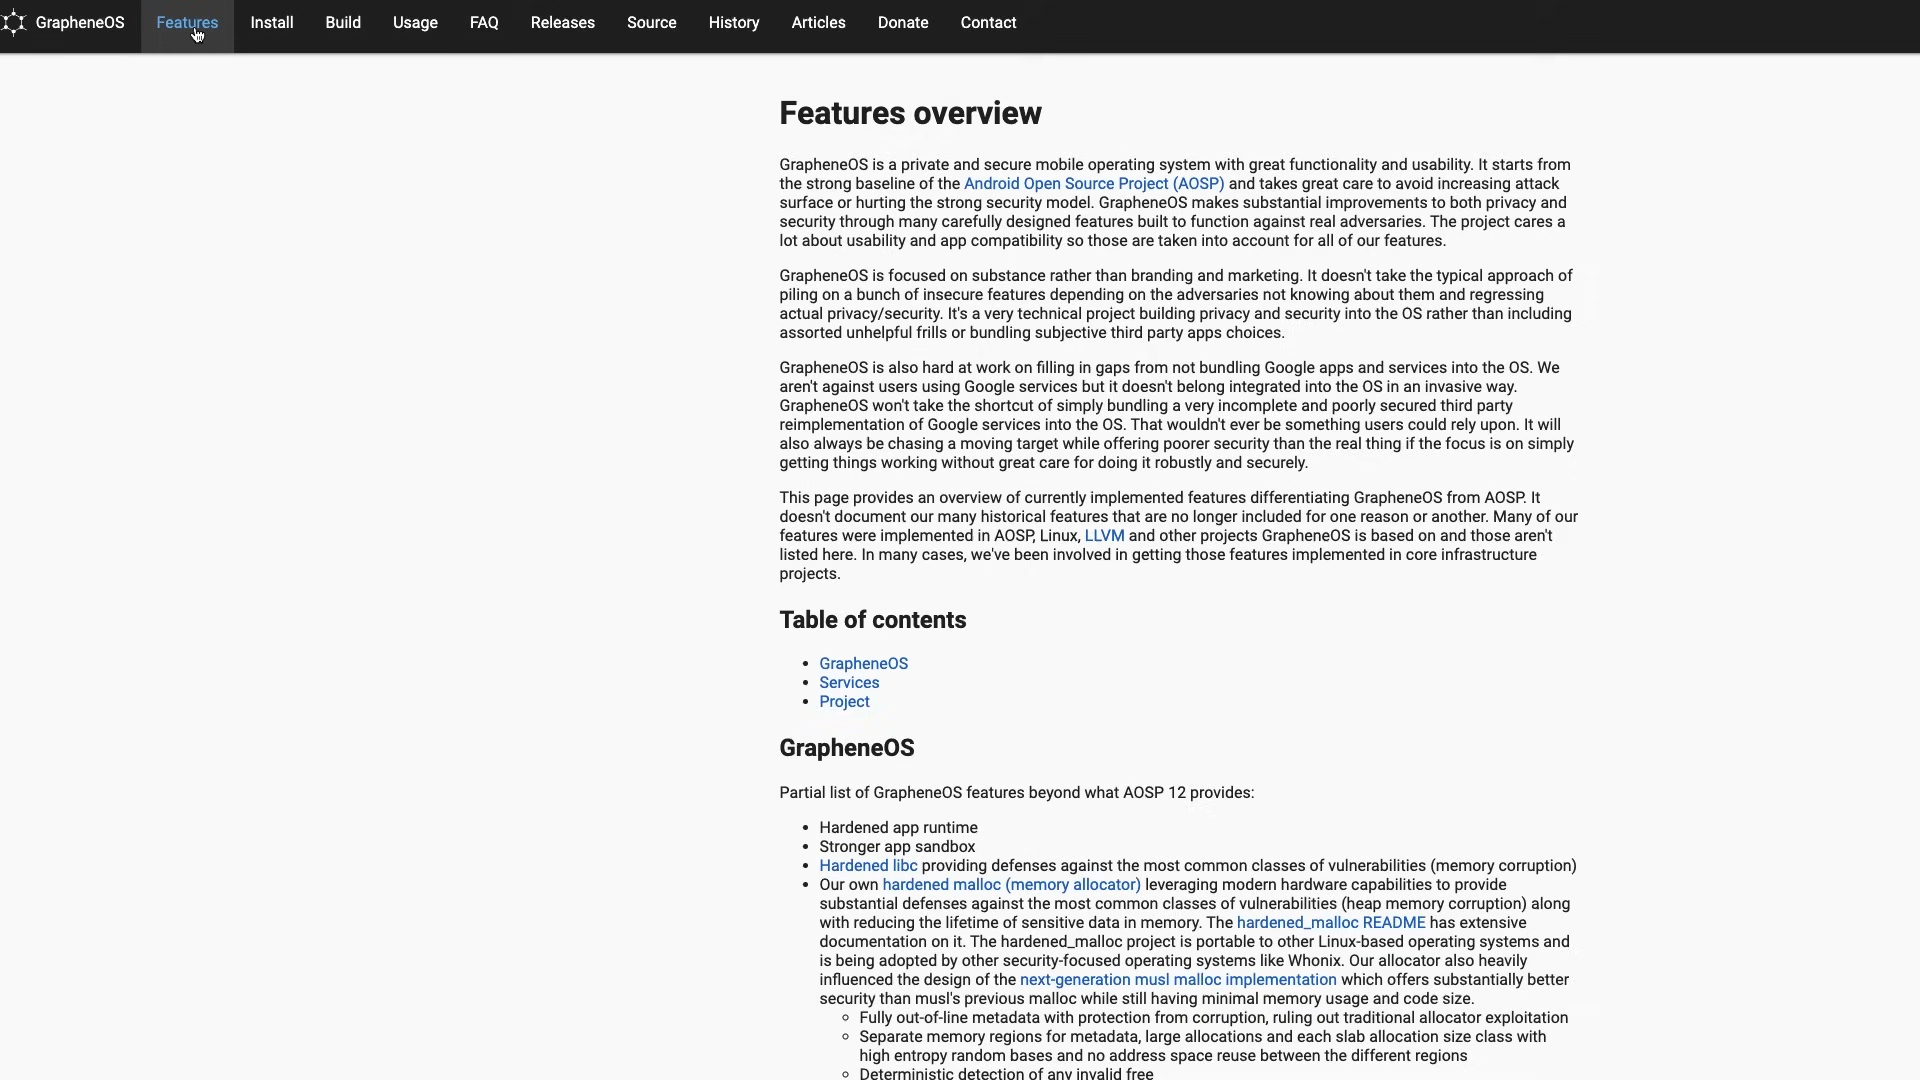 GrapheneOS Features Install Build Usage FAQ Releases Source History Articles Donate Contact
Features overview
GrapheneOS is a private and secure mobile operating system with great functionality and usability. It starts from
the strong baseline of the Android Open Source Project (AOSP) and takes great care to avoid increasing attack
surface or hurting the strong security model. GrapheneOS makes substantial improvements to both privacy and
security through many carefully designed features built to function against real adversaries. The project cares a
lot about usability and app compatibility so those are taken into account for all of our features.
GrapheneOS is focused on substance rather than branding and marketing. It doesn't take the typical approach of
piling on a bunch of insecure features depending on the adversaries not knowing about them and regressing
actual privacy/security. It's a very technical project building privacy and security into the OS rather than including
assorted unhelpful frills or bundling subjective third party apps choices.
GrapheneOS is also hard at work on filling in gaps from not bundling Google apps and services into the OS. We
aren't against users using Google services but it doesn't belong integrated into the OS in an invasive way.
GrapheneOS won't take the shortcut of simply bundling a very incomplete and poorly secured third party
reimplementation of Google services into the OS. That wouldn't ever be something users could rely upon. It will
also always be chasing a moving target while offering poorer security than the real thing if the focus is on simply
getting things working without great care for doing it robustly and securely.
This page provides an overview of currently implemented features differentiating GrapheneOS from AOSP. It
doesn't document our many historical features that are no longer included for one reason or another. Many of our
features were implemented in AOSP, Linux, LLVM and other projects GrapheneOS is based on and those aren't
listed here. In many cases, we've been involved in getting those features implemented in core infrastructure
projects.
Table of contents
• GrapheneOS
• Services
• Project
GrapheneOS
Partial list of GrapheneOS features beyond what AOSP 12 provides:
• Hardened app runtime
• Stronger app sandbox
• Hardened libc providing defenses against the most common classes of vulnerabilities (memory corruption)
• Our own hardened malloc (memory allocator) leveraging modern hardware capabilities to provide
substantial defenses against the most common classes of vulnerabilities (heap memory corruption) along
with reducing the lifetime of sensitive data in memory. The hardened_malloc README has extensive
documentation on it. The hardened_malloc project is portable to other Linux-based operating systems and
is being adopted by other security-focused operating systems like Whonix. Our allocator also heavily
influenced the design of the next-generation musl malloc implementation which offers substantially better
security than musl's previous malloc while still having minimal memory usage and code size.
◦ Fully out-of-line metadata with protection from corruption, ruling out traditional allocator exploitation
◦ Separate memory regions for metadata, large allocations and each slab allocation size class with
high entropy random bases and no address space reuse between the different regions
◦ Deterministic detection of any invalid free